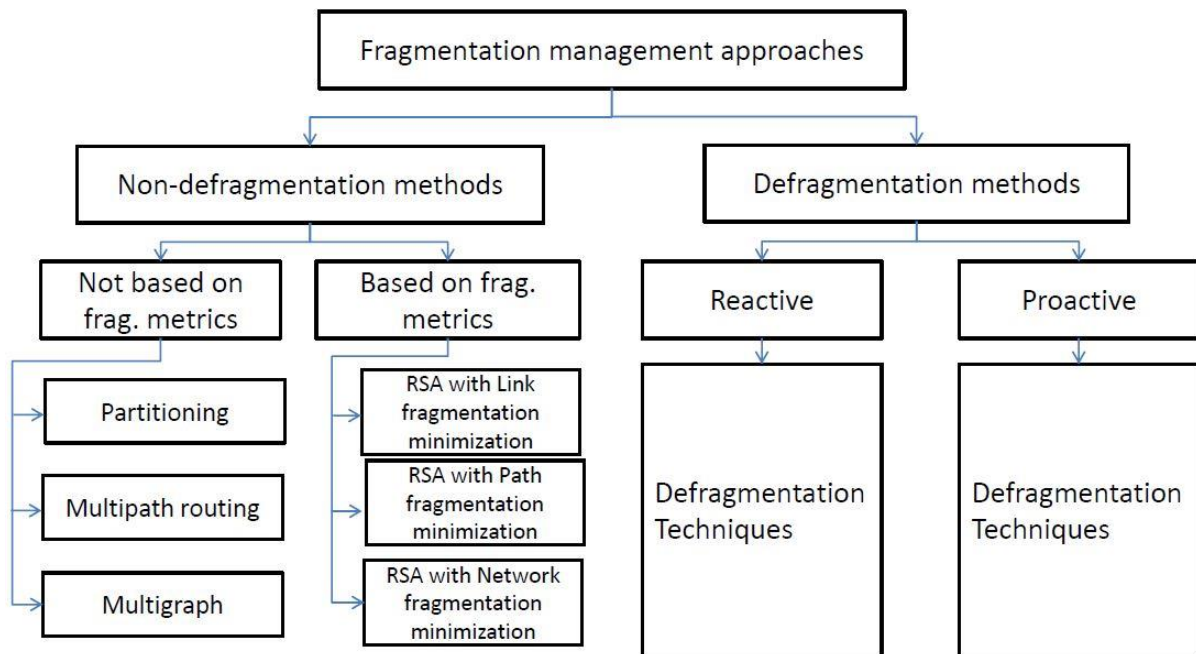 Fragmentation management approaches
Non-defragmentation methods
Defragmentation methods
Not based on
frag. metrics
Based on frag.
metrics
Reactive
Proactive
Partitioning
Multipath routing
Multigraph
RSA with Link
fragmentation
minimization
RSA with Path
fragmentation
minimization
RSA with Network
fragmentation
minimization
Defragmentation
Techniques
Defragmentation
Techniques